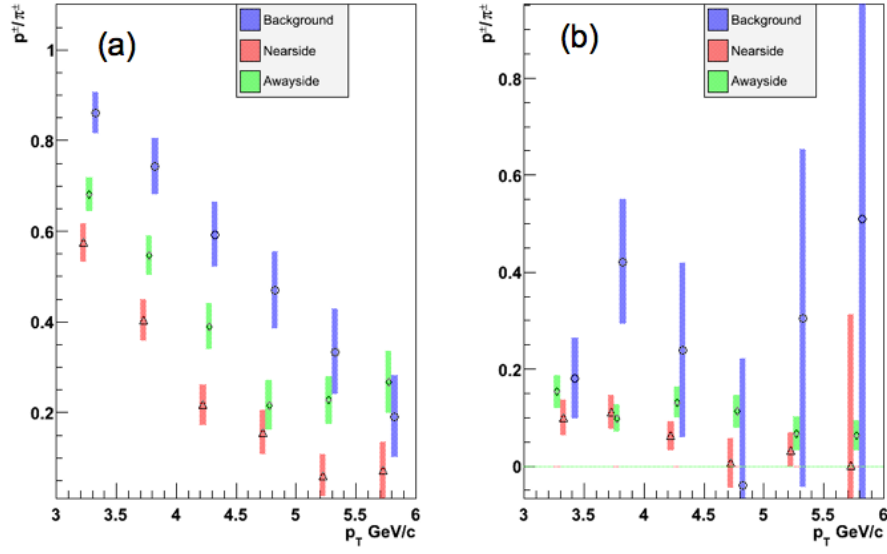 p±/π±
(a)
Background
Nearside
Awayside
1
0.8
0.6
0.4
0.2
3 3.5 4 4.5 5 5.5 6
p_T GeV/c
p±/π±
(b)
Background
Nearside
Awayside
0.8
0.6
0.4
0.2
0
3 3.5 4 4.5 5 5.5 6
p_T GeV/c